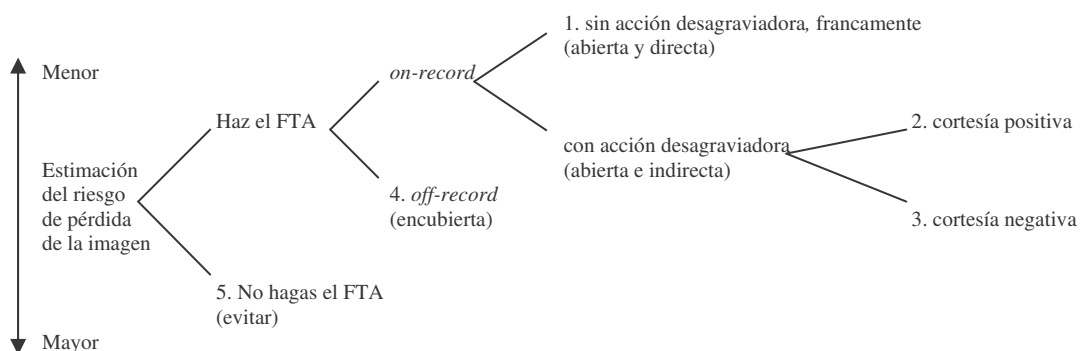 1. sin acción desagraviadora, francamente
(abierta y directa)
Menor
on-record
Haz el FTA
2. cortesía positiva
con acción desagraviadora
(abierta e indirecta)
Estimación
del riesgo
de pérdida
de la imagen
4. off-record
(encubierta)
3. cortesía negativa
5. No hagas el FTA
(evitar)
Mayor